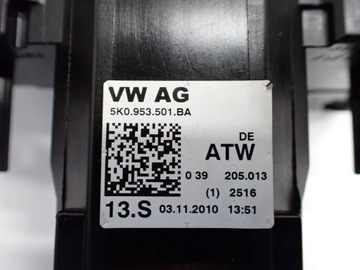 VW AG
5K0.953.501.BA
DE
ATW
0 39 205.013
(1) 2516
13.S 03.11.2010 13:51